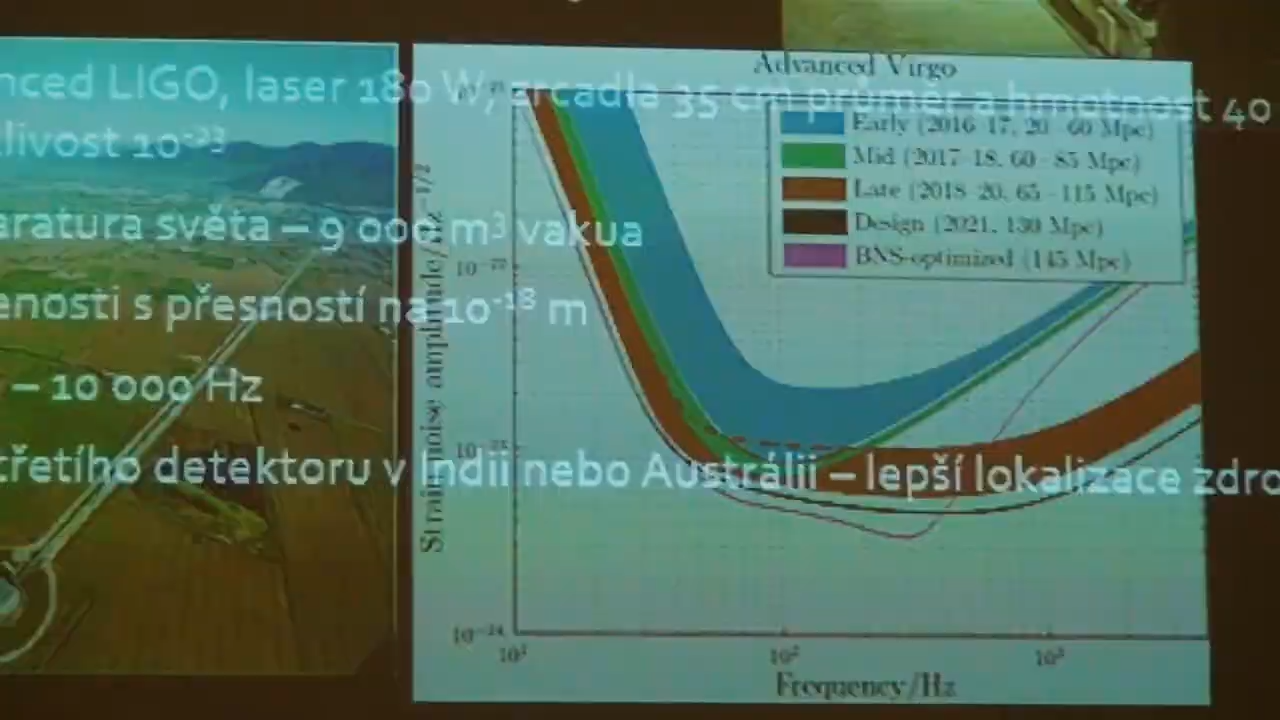 nced LIGO, laser 180 W, zrcadla 35 cm průměr a hmotnost 40
livost 10⁻²³
aratura světa – 9 000 m³ vakua
enosti s přesností na 10⁻¹⁸ m
– 10 000 Hz
třetího detektoru v Indii nebo Austrálii – lepší lokalizace zdro
Advanced Virgo
Early (2016-17, 20 - 60 Mpc)
Mid (2017-18, 60 - 85 Mpc)
Late (2018-20, 65 - 115 Mpc)
Design (2021, 130 Mpc)
BNS-optimized (145 Mpc)
Strain noise amplitude/Hz⁻¹/²
10⁻²²
10⁻²³
10⁻²⁴
10¹
10²
10³
Frequency/Hz